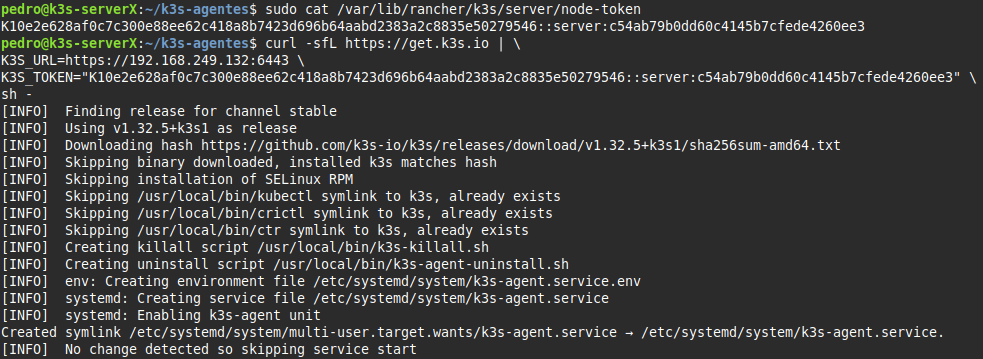 pedro@k3s-serverX:~/k3s-agentes$ sudo cat /var/lib/rancher/k3s/server/node-token
K10e2e628af0c7c300e88ee62c418a8b7423d696b64aabd2383a2c8835e50279546::server:c54ab79b0dd60c4145b7cfede4260ee3
pedro@k3s-serverX:~/k3s-agentes$ curl -sfL https://get.k3s.io | \
K3S_URL=https://192.168.249.132:6443 \
K3S_TOKEN="K10e2e628af0c7c300e88ee62c418a8b7423d696b64aabd2383a2c8835e50279546::server:c54ab79b0dd60c4145b7cfede4260ee3" \
sh -
[INFO]  Finding release for channel stable
[INFO]  Using v1.32.5+k3s1 as release
[INFO]  Downloading hash https://github.com/k3s-io/k3s/releases/download/v1.32.5+k3s1/sha256sum-amd64.txt
[INFO]  Skipping binary downloaded, installed k3s matches hash
[INFO]  Skipping installation of SELinux RPM
[INFO]  Skipping /usr/local/bin/kubectl symlink to k3s, already exists
[INFO]  Skipping /usr/local/bin/crictl symlink to k3s, already exists
[INFO]  Skipping /usr/local/bin/ctr symlink to k3s, already exists
[INFO]  Creating killall script /usr/local/bin/k3s-killall.sh
[INFO]  Creating uninstall script /usr/local/bin/k3s-agent-uninstall.sh
[INFO]  env: Creating environment file /etc/systemd/system/k3s-agent.service.env
[INFO]  systemd: Creating service file /etc/systemd/system/k3s-agent.service
[INFO]  systemd: Enabling k3s-agent unit
Created symlink /etc/systemd/system/multi-user.target.wants/k3s-agent.service → /etc/systemd/system/k3s-agent.service.
[INFO]  No change detected so skipping service start